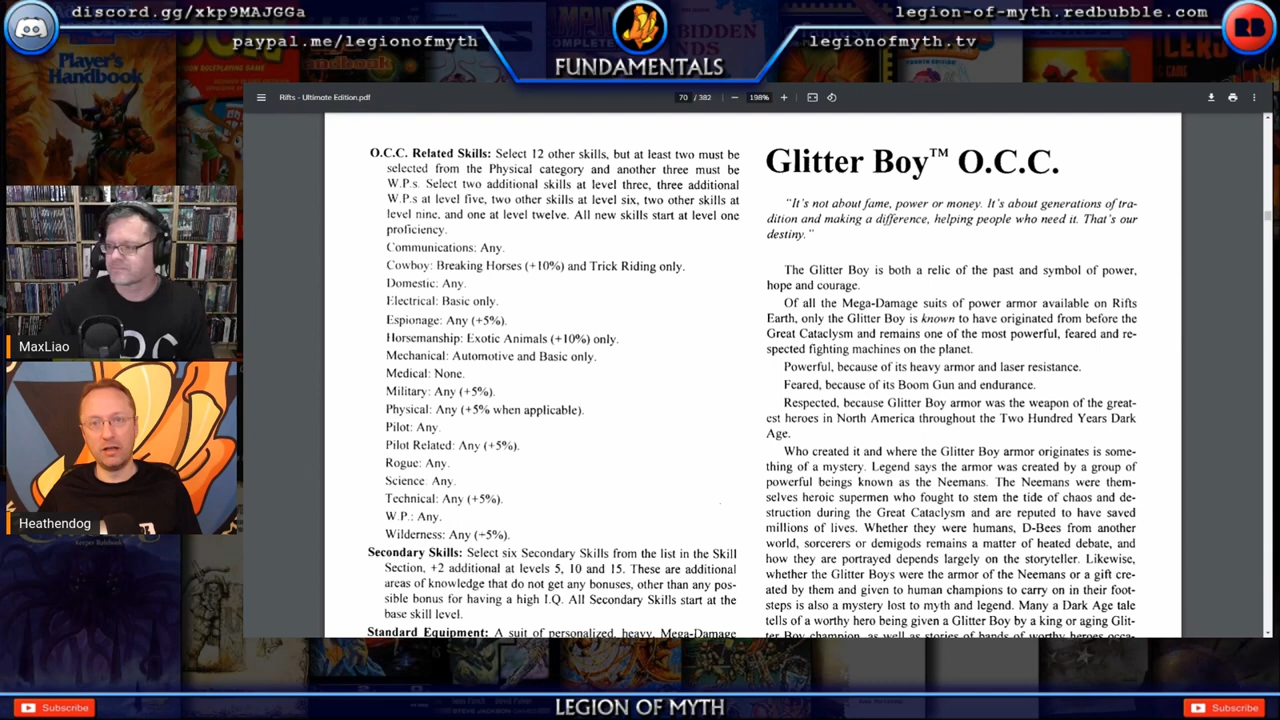 discord.gg/xkp9MAJGGa
legion-of-myth.redbubble.com
paypal.me/legionofmyth
legionofmyth.tv
RB
FUNDAMENTALS
Player's
Handbook
Rifts - Ultimate Edition.pdf
70 / 382
198%
O.C.C. Related Skills: Select 12 other skills, but at least two must be
selected from the Physical category and another three must be
W.P.s. Select two additional skills at level three, three additional
W.P.s at level five, two other skills at level six, two other skills at
level nine, and one at level twelve. All new skills start at level one
proficiency.
Communications: Any.
Cowboy: Breaking Horses (+10%) and Trick Riding only.
Domestic: Any.
Electrical: Basic only.
Espionage: Any (+5%).
Horsemanship: Exotic Animals (+10%) only.
Mechanical: Automotive and Basic only.
Medical: None.
Military: Any (+5%).
Physical: Any (+5% when applicable).
Pilot: Any.
Pilot Related: Any (+5%).
Rogue: Any.
Science: Any.
Technical: Any (+5%).
W.P.: Any.
Wilderness: Any (+5%).
Secondary Skills: Select six Secondary Skills from the list in the Skill
Section, +2 additional at levels 5, 10 and 15. These are additional
areas of knowledge that do not get any bonuses, other than any pos-
sible bonus for having a high I.Q. All Secondary Skills start at the
base skill level.
Standard Equipment: A suit of personalized, heavy, Mega-Damage
Glitter Boy™ O.C.C.
"It's not about fame, power or money. It's about generations of tra-
dition and making a difference, helping people who need it. That's our
destiny."
The Glitter Boy is both a relic of the past and symbol of power,
hope and courage.
Of all the Mega-Damage suits of power armor available on Rifts
Earth, only the Glitter Boy is known to have originated from before the
Great Cataclysm and remains one of the most powerful, feared and re-
spected fighting machines on the planet.
Powerful, because of its heavy armor and laser resistance.
Feared, because of its Boom Gun and endurance.
Respected, because Glitter Boy armor was the weapon of the great-
est heroes in North America throughout the Two Hundred Years Dark
Age.
Who created it and where the Glitter Boy armor originates is some-
thing of a mystery. Legend says the armor was created by a group of
powerful beings known as the Neemans. The Neemans were them-
selves heroic supermen who fought to stem the tide of chaos and de-
struction during the Great Cataclysm and are reputed to have saved
millions of lives. Whether they were humans, D-Bees from another
world, sorcerers or demigods remains a matter of heated debate, and
how they are portrayed depends largely on the storyteller. Likewise,
whether the Glitter Boys were the armor of the Neemans or a gift cre-
ated by them and given to human champions to carry on in their foot-
steps is also a mystery lost to myth and legend. Many a Dark Age tale
tells of a worthy hero being given a Glitter Boy by a king or aging Glit-
ter Boy champion, as well as stories of bands of worthy heroes occa-
MaxLiao
Heathendog
Subscribe
LEGION OF MYTH
Subscribe